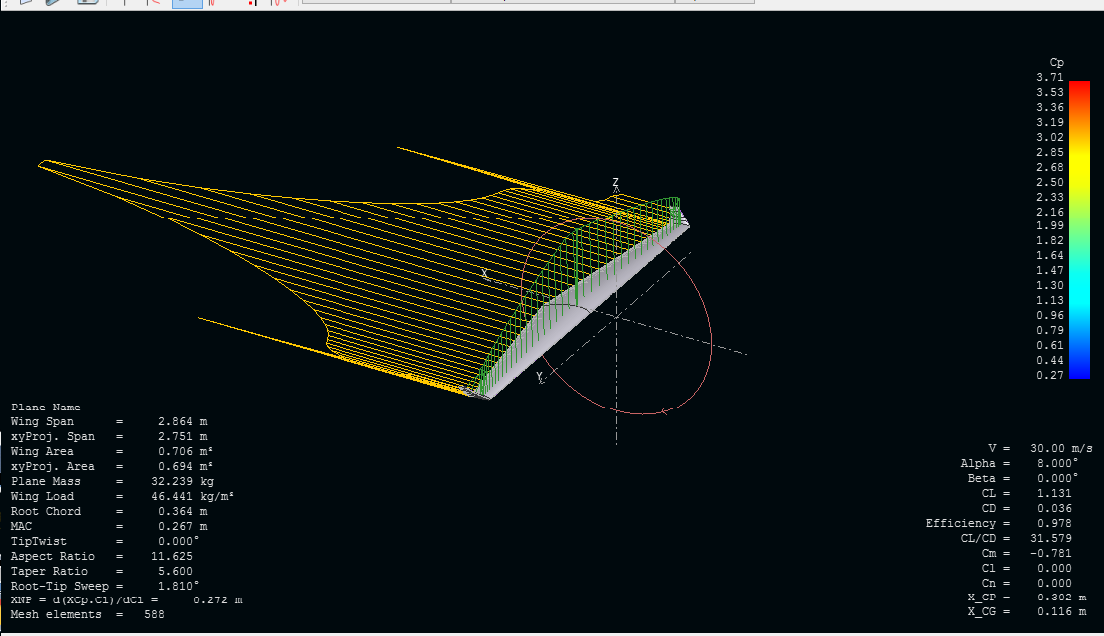 Cp
3.71
3.53
3.36
3.19
3.02
2.85
2.68
2.50
2.33
2.16
1.99
1.82
1.64
1.47
1.30
1.13
0.96
0.79
0.61
0.44
0.27
Z
X
Y
Plane Name
Wing Span = 2.864 m
xyProj. Span = 2.751 m
Wing Area = 0.706 m²
xyProj. Area = 0.694 m²
Plane Mass = 32.239 kg
Wing Load = 46.441 kg/m²
Root Chord = 0.364 m
MAC = 0.267 m
TipTwist = 0.000°
Aspect Ratio = 11.625
Taper Ratio = 5.600
Root-Tip Sweep = 1.810°
XNP = d(XCp.Cl)/dCl = 0.272 m
Mesh elements = 588
V = 30.00 m/s
Alpha = 8.000°
Beta = 0.000°
CL = 1.131
CD = 0.036
Efficiency = 0.978
CL/CD = 31.579
Cm = -0.781
Cl = 0.000
Cn = 0.000
X_CP = 0.302 m
X_CG = 0.116 m